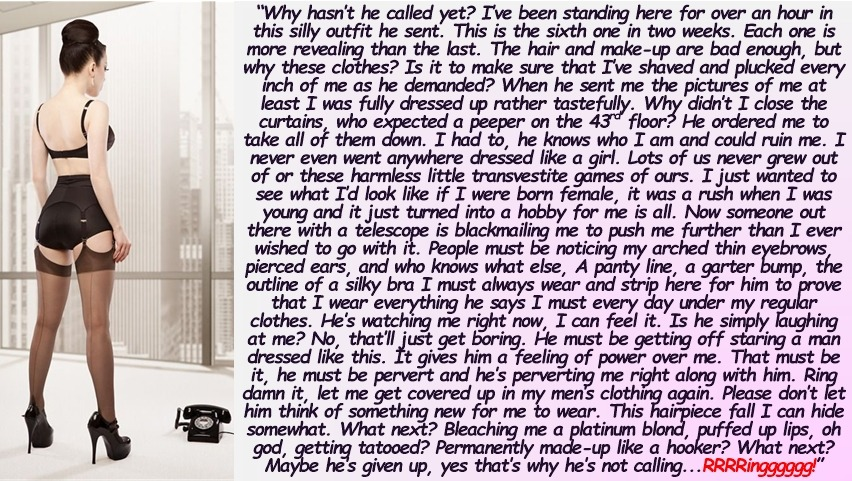 “Why hasn't he called yet? I've been standing here for over an hour in
this silly outfit he sent. This is the sixth one in two weeks. Each one is
more revealing than the last. The hair and make-up are bad enough, but
why these clothes? Is it to make sure that I've shaved and plucked every
inch of me as he demanded? When he sent me the pictures of me at
least I was fully dressed up rather tastefully. Why didn't I close the
curtains, who expected a peeper on the 43rd floor? He ordered me to
take all of them down. I had to, he knows who I am and could ruin me. I
never even went anywhere dressed like a girl. Lots of us never grew out
of or these harmless little transvestite games of ours. I just wanted to
see what I'd look like if I were born female, it was a rush when I was
young and it just turned into a hobby for me is all. Now someone out
there with a telescope is blackmailing me to push me further than I ever
wished to go with it. People must be noticing my arched thin eyebrows,
pierced ears, and who knows what else, A panty line, a garter bump, the
outline of a silky bra I must always wear and strip here for him to prove
that I wear everything he says I must every day under my regular
clothes. He's watching me right now, I can feel it. Is he simply laughing
at me? No, that'll just get boring. He must be getting off staring a man
dressed like this. It gives him a feeling of power over me. That must be
it, he must be pervert and he's perverting me right along with him. Ring
damn it, let me get covered up in my men's clothing again. Please don't let
him think of something new for me to wear. This hairpiece fall I can hide
somewhat. What next? Bleaching me a platinum blond, puffed up lips, oh
god, getting tatooed? Permanently made-up like a hooker? What next?
Maybe he's given up, yes that's why he's not calling...RRRRingggggg!”